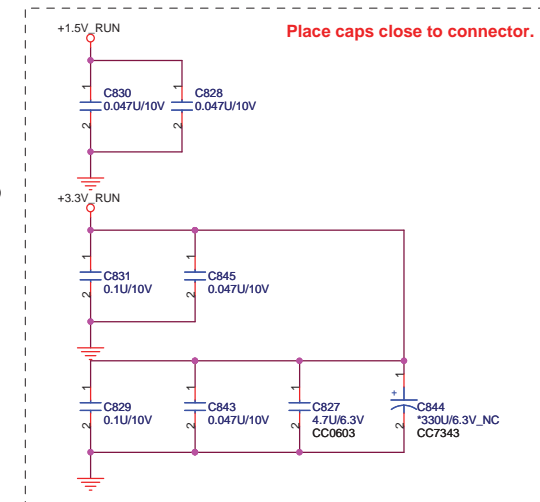 Place caps close to connector.
+1.5V_RUN
1
1
C830
C828
0.047U/10V
0.047U/10V
2
2
+3.3V_RUN
1
1
C831
C845
0.1U/10V
0.047U/10V
2
2
1
1
1
1
+
C829
C843
C827
C844
0.1U/10V
0.047U/10V
4.7U/6.3V
*330U/6.3V_NC
2
2
2
2
CC0603
CC7343